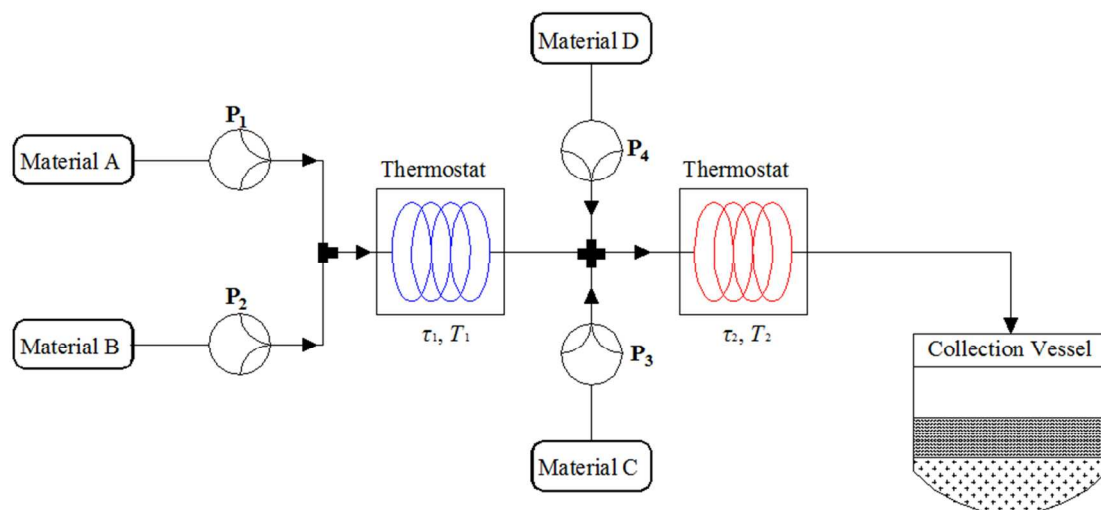 Material D
P₁
P₄
Material A
Thermostat
Thermostat
P₂
τ₁, T₁
τ₂, T₂
P₃
Material B
Collection Vessel
Material C